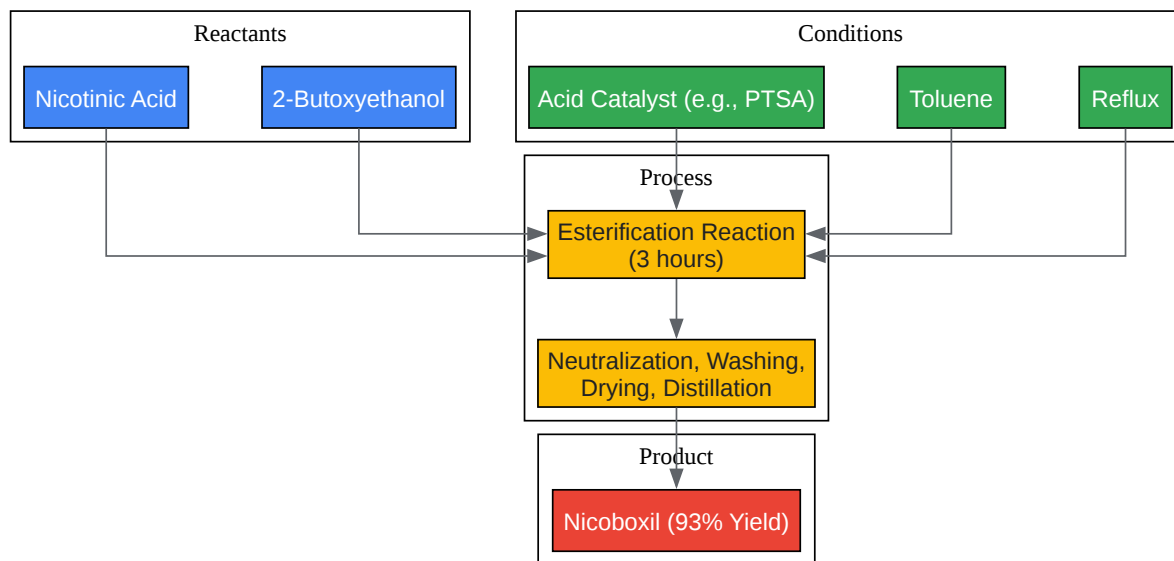 Reactants
Conditions
Nicotinic Acid
2-Butoxyethanol
Acid Catalyst (e.g., PTSA)
Toluene
Reflux
Process
Esterification Reaction
(3 hours)
Neutralization, Washing,
Drying, Distillation
Product
Nicoboxil (93% Yield)